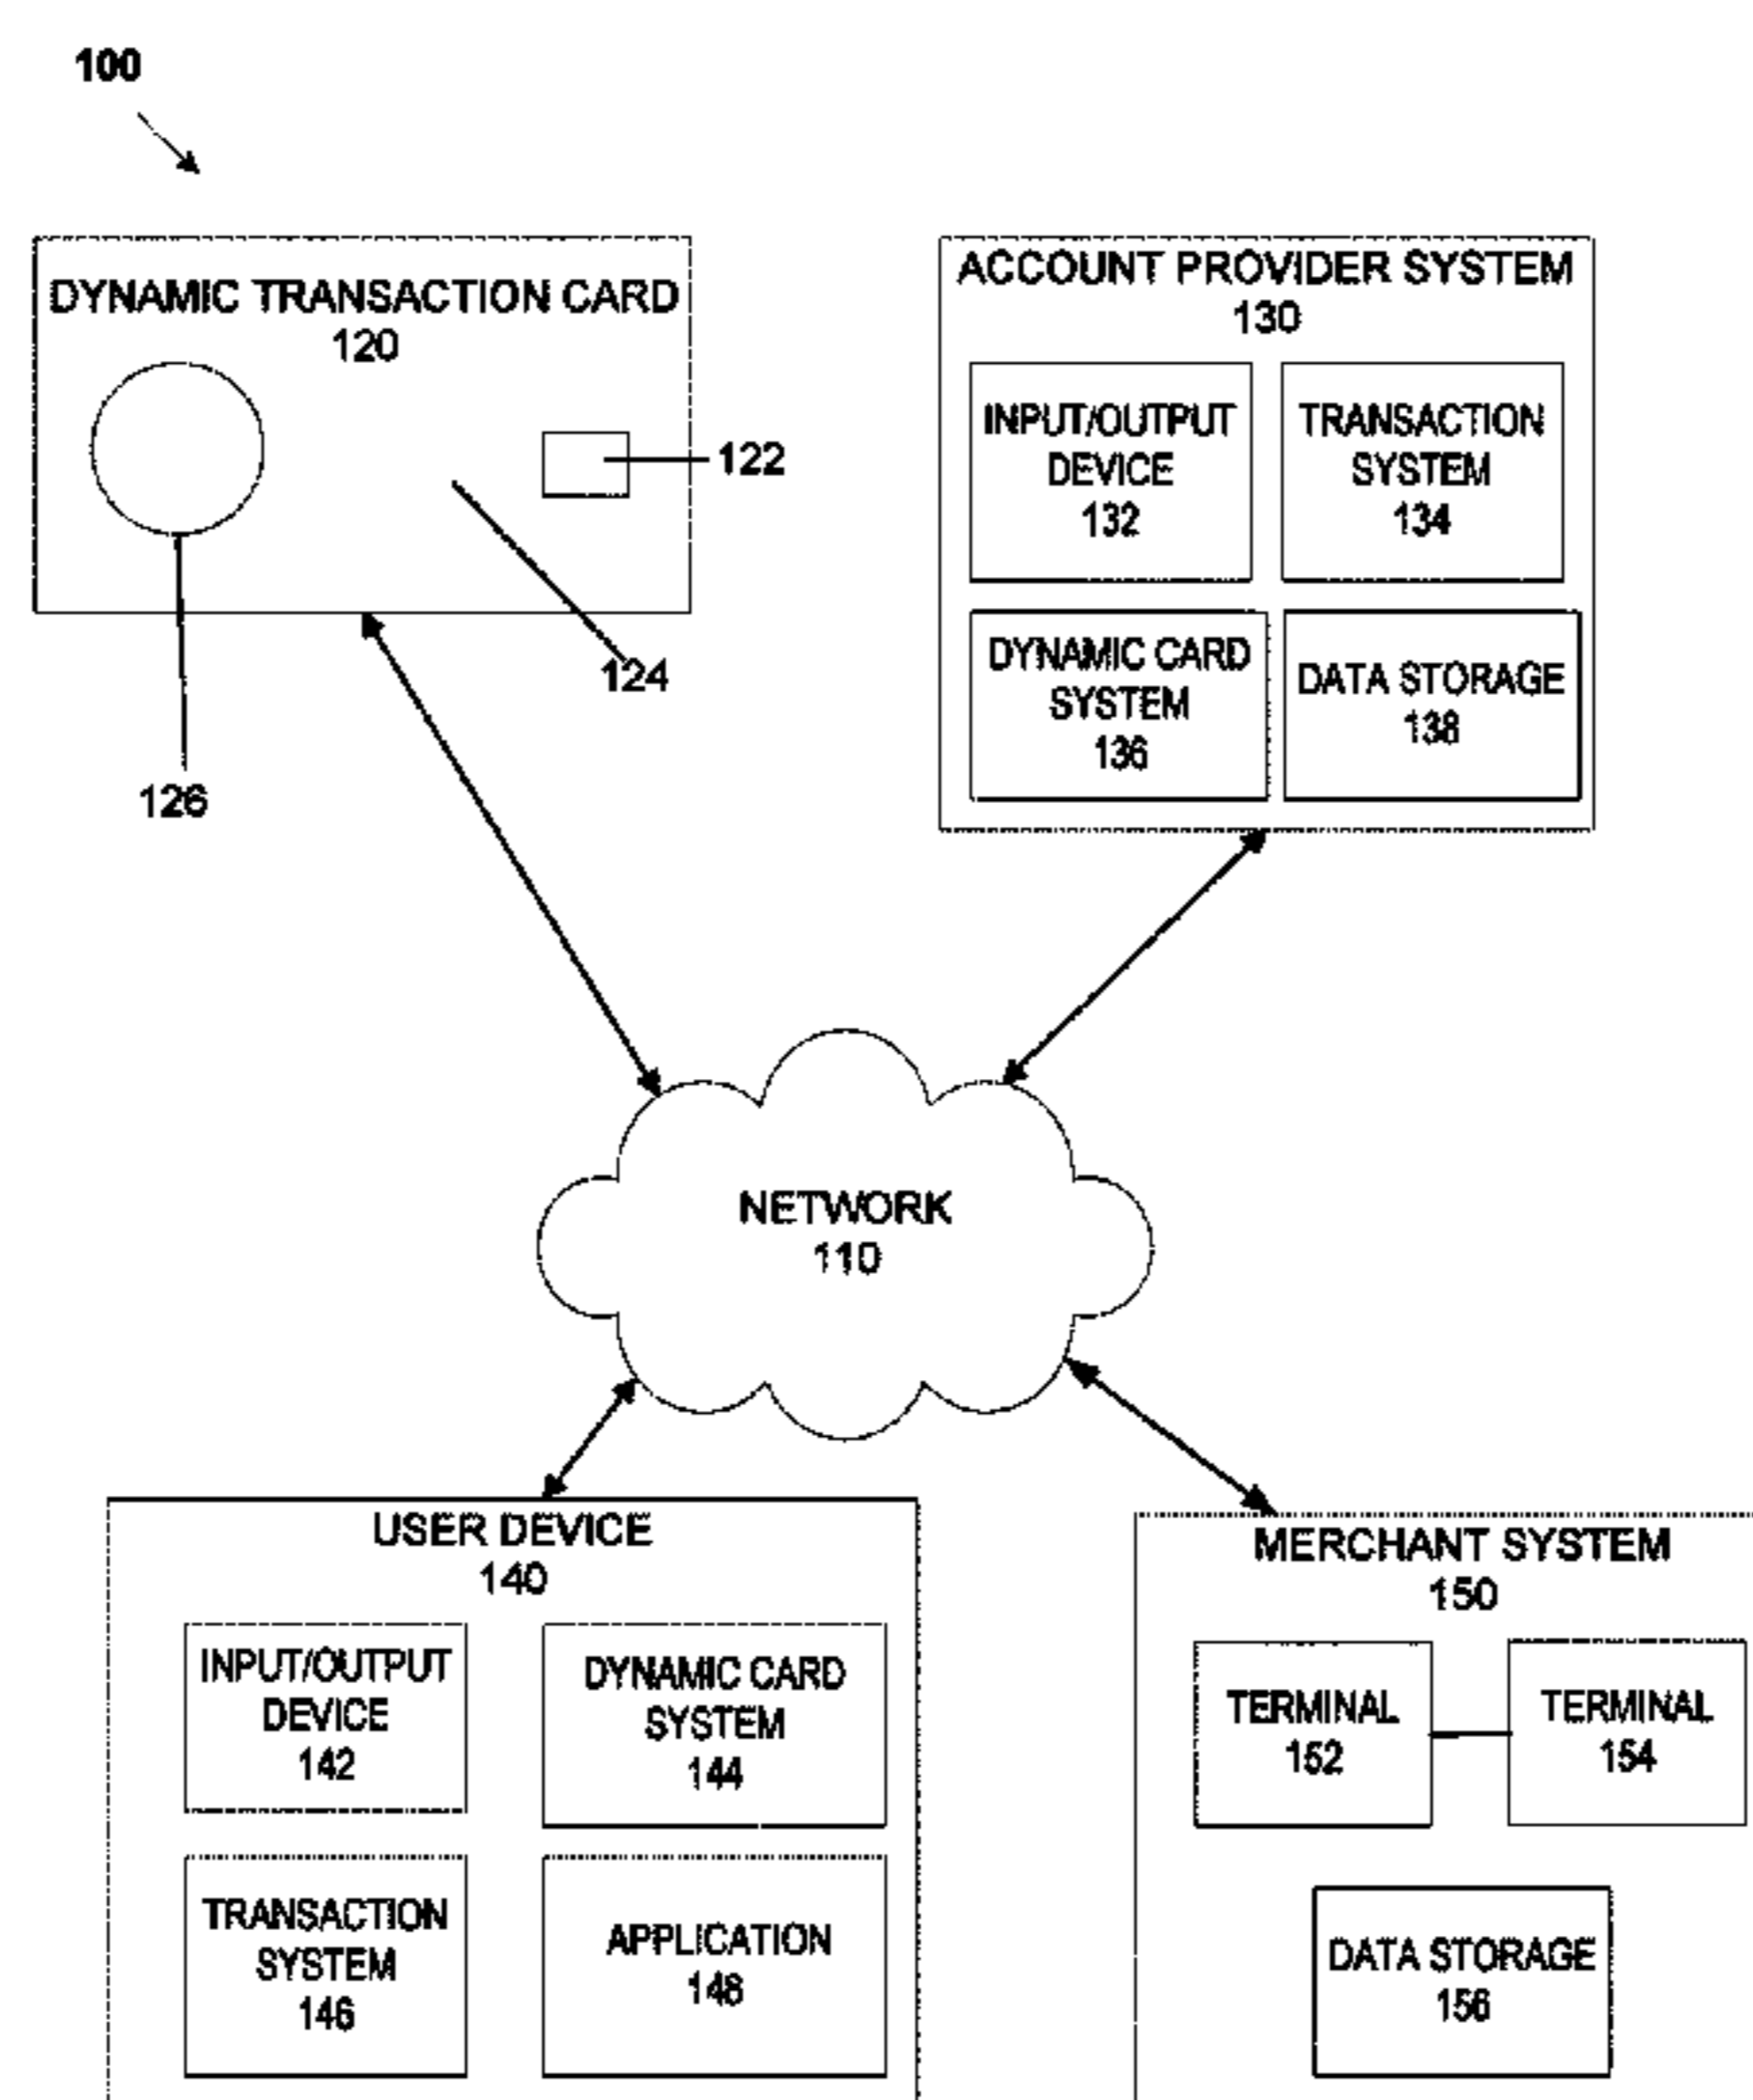 100
DYNAMIC TRANSACTION CARD
120
122
124
126
ACCOUNT PROVIDER SYSTEM
130
INPUT/OUTPUT
DEVICE
132
TRANSACTION
SYSTEM
134
DYNAMIC CARD
SYSTEM
136
DATA STORAGE
138
NETWORK
110
USER DEVICE
140
INPUT/OUTPUT
DEVICE
142
DYNAMIC CARD
SYSTEM
144
TRANSACTION
SYSTEM
146
APPLICATION
148
MERCHANT SYSTEM
150
TERMINAL
152
TERMINAL
154
DATA STORAGE
156